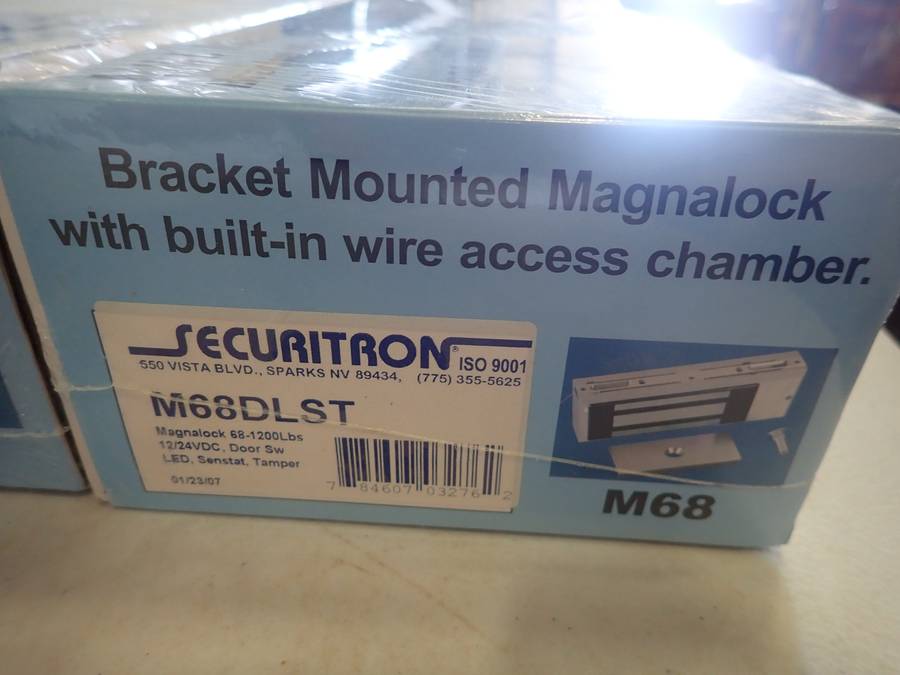 Bracket Mounted Magnalock
with built-in wire access chamber.
SECURITRON® ISO 9001
550 VISTA BLVD., SPARKS NV 89434, (775) 355-5625
M68DLST
Magnalock 68-1200Lbs
12/24VDC, Door Sw
LED, Senstat, Tamper
01/23/07
7 84607 03276 2
M68